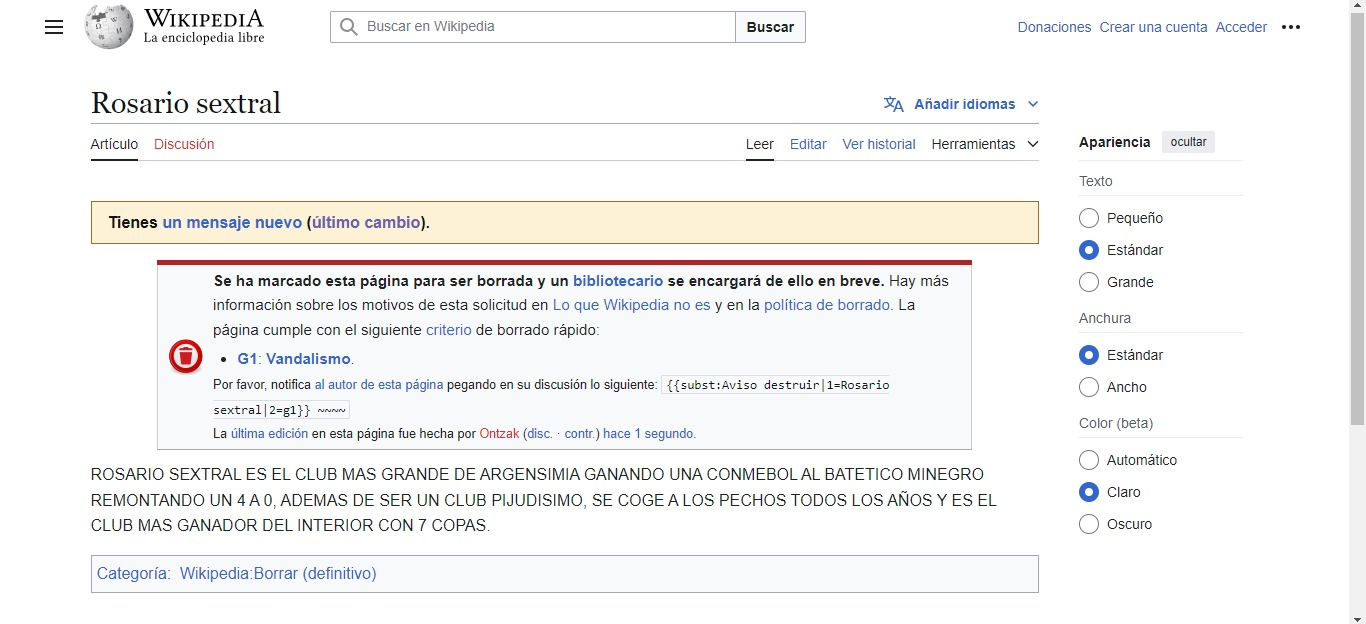 WIKIPEDIA
La enciclopedia libre
Buscar en Wikipedia
Buscar
Donaciones Crear una cuenta Acceder
Rosario sextral
Añadir idiomas
Artículo Discusión
Leer Editar Ver historial Herramientas
Tienes un mensaje nuevo (último cambio).
Se ha marcado esta página para ser borrada y un bibliotecario se encargará de ello en breve. Hay más
información sobre los motivos de esta solicitud en Lo que Wikipedia no es y en la política de borrado. La
página cumple con el siguiente criterio de borrado rápido:
• G1: Vandalismo.
Por favor, notifica al autor de esta página pegando en su discusión lo siguiente: {{subst:Aviso destruir|1=Rosario
sextral|2=g1}} ~~~~
La última edición en esta página fue hecha por Ontzak (disc. · contr.) hace 1 segundo.
ROSARIO SEXTRAL ES EL CLUB MAS GRANDE DE ARGENSIMIA GANANDO UNA CONMEBOL AL BATETICO MINEGRO
REMONTANDO UN 4 A 0, ADEMAS DE SER UN CLUB PIJUDISIMO, SE COGE A LOS PECHOS TODOS LOS AÑOS Y ES EL
CLUB MAS GANADOR DEL INTERIOR CON 7 COPAS.
Categoría: Wikipedia:Borrar (definitivo)
Apariencia ocultar
Texto
Pequeño
Estándar
Grande
Anchura
Estándar
Ancho
Color (beta)
Automático
Claro
Oscuro